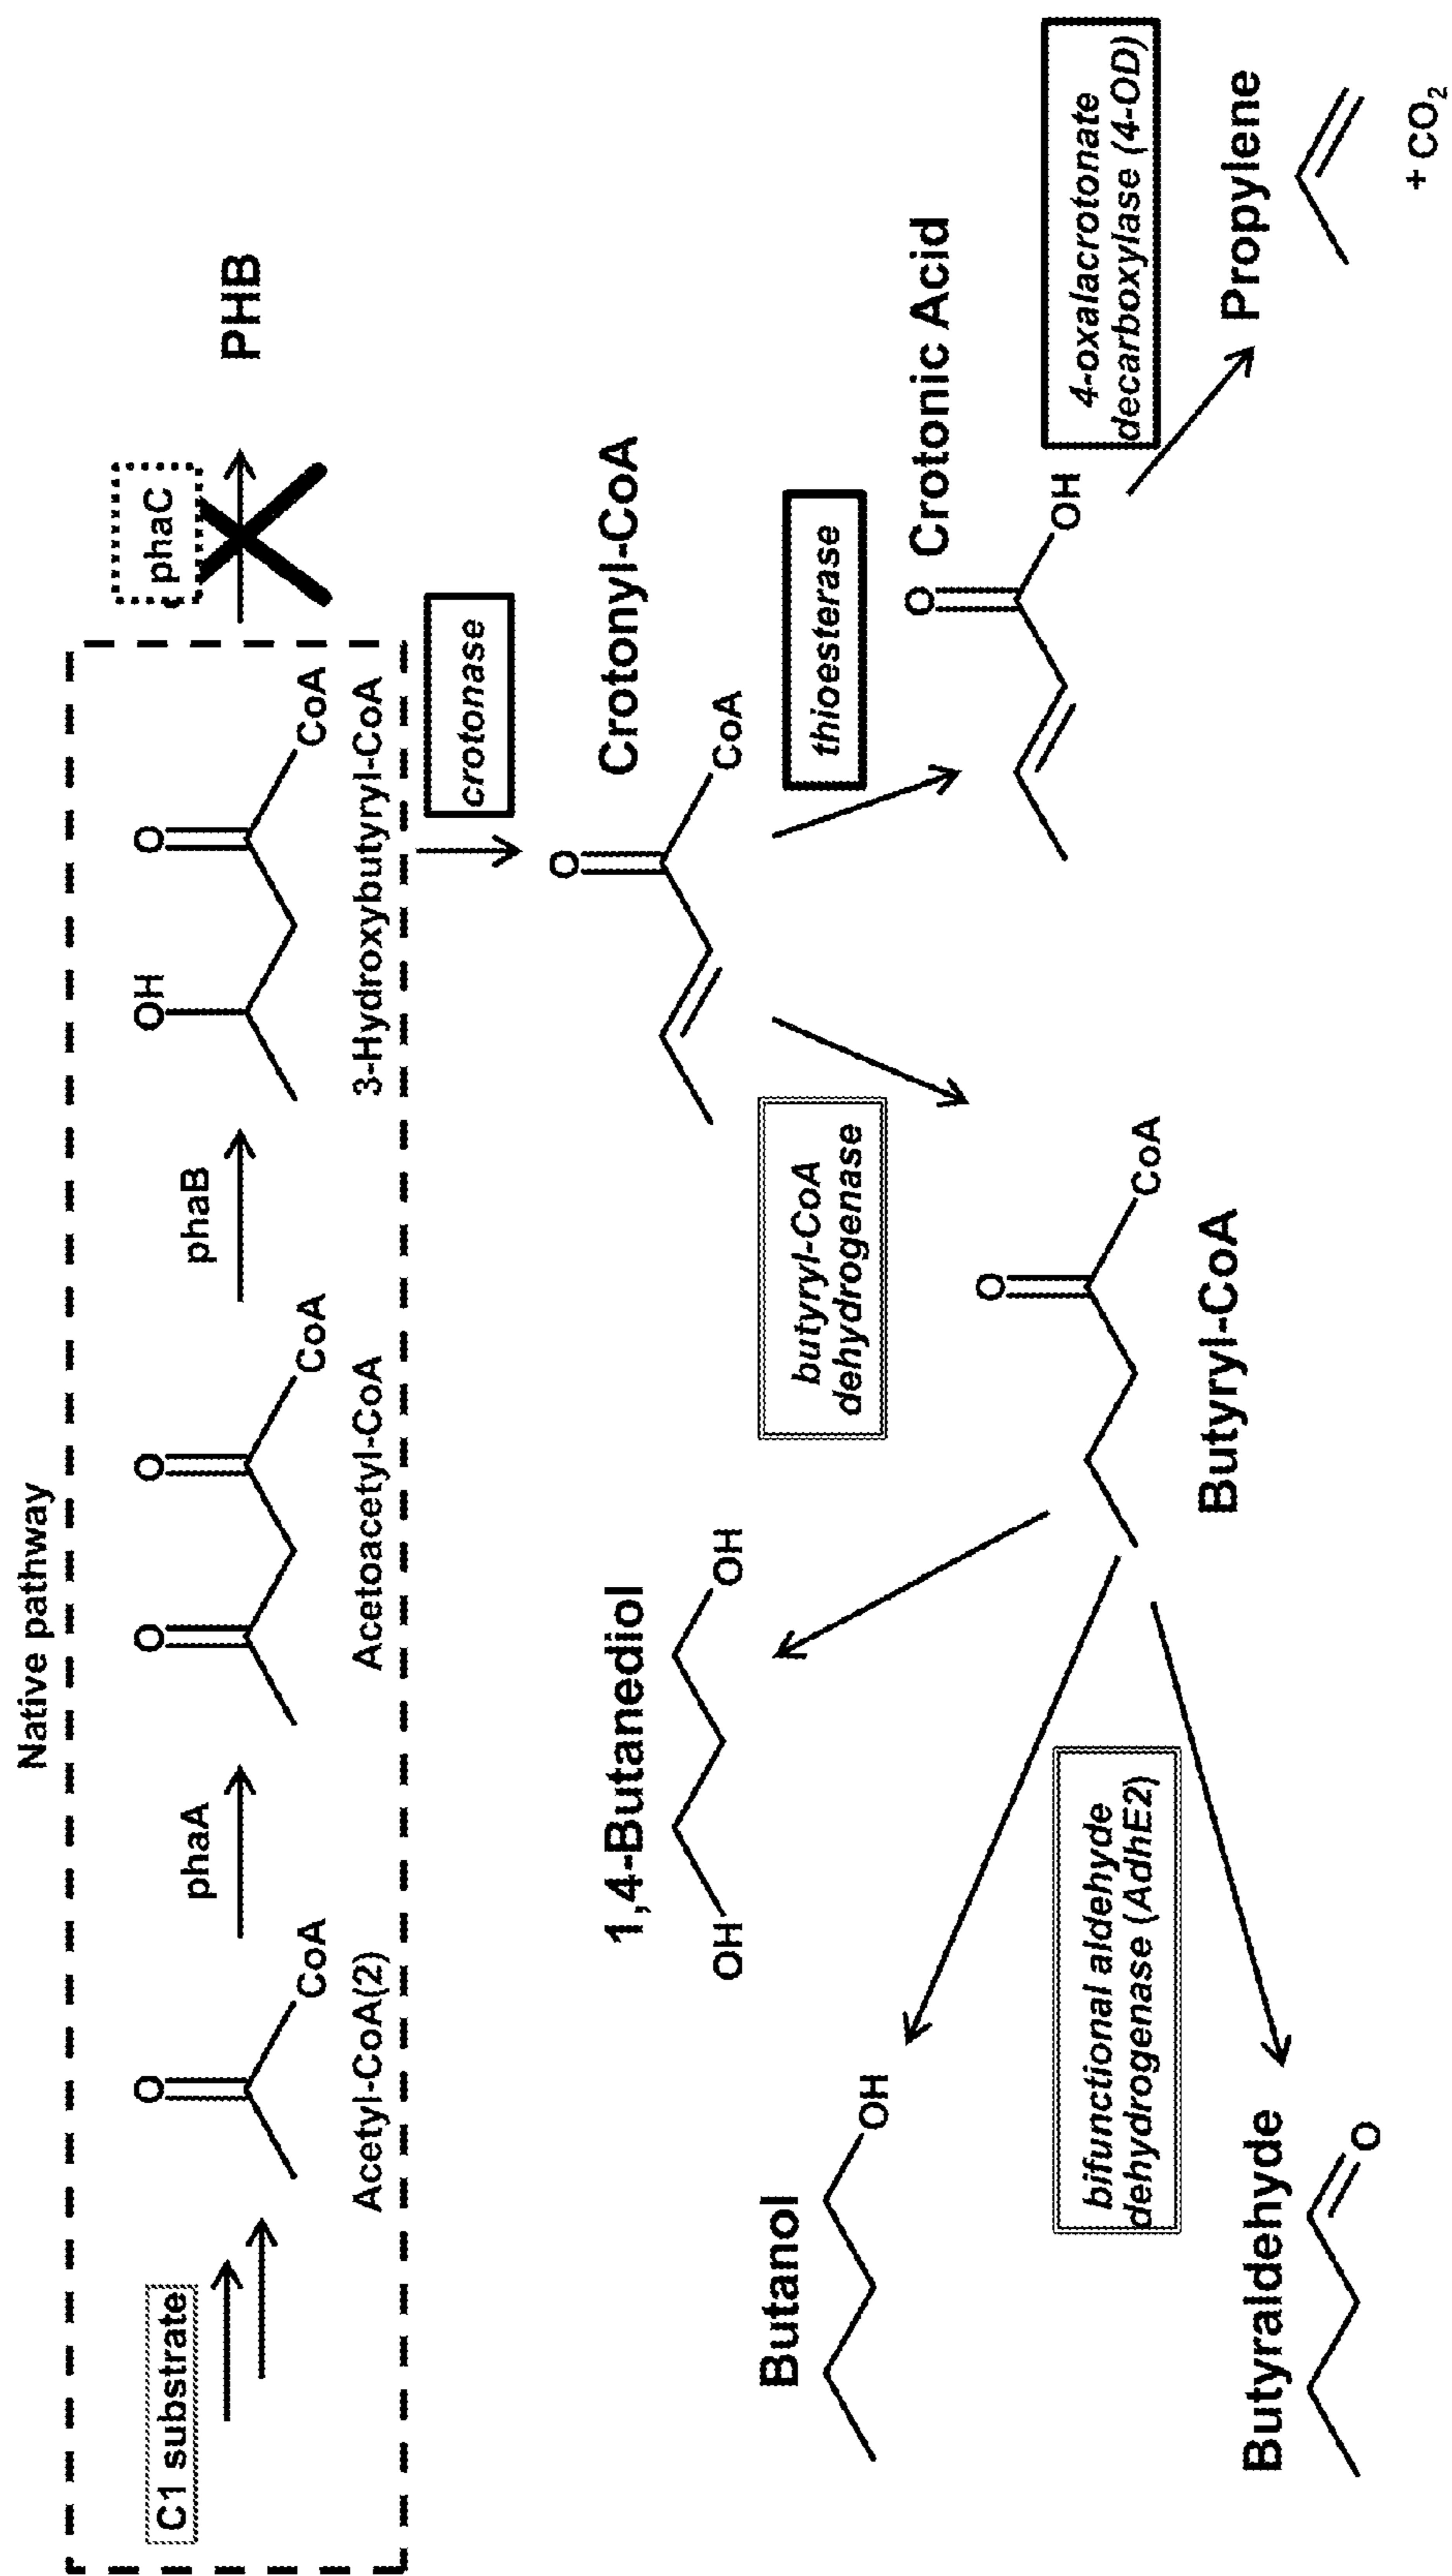 Native pathway
C1 substrate
O
CoA
Acetyl-CoA(2)
phaA
O
O
CoA
Acetoacetyl-CoA
phaB
OH
O
CoA
3-Hydroxybutyryl-CoA
phaC
PHB
crotonase
O
CoA
Crotonyl-CoA
thioesterase
Crotonic Acid
O
OH
4-oxalacrotonate
decarboxylase (4-OD)
Propylene
+ CO2
butyryl-CoA
dehydrogenase
O
CoA
Butyryl-CoA
1,4-Butanediol
OH
OH
Butanol
OH
bifunctional aldehyde
dehydrogenase (AdhE2)
Butyraldehyde
O